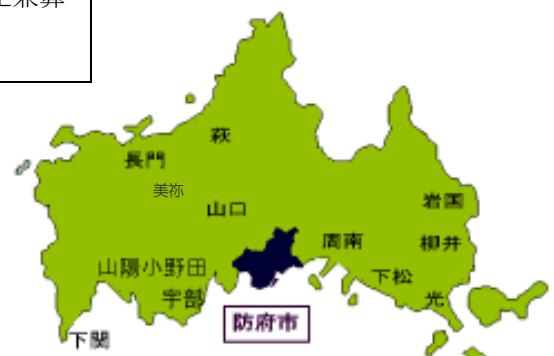 萩
長門
美祢
山口
岩国
周南
柳井
山陽小野田
下松
宇部
光
防府市
下関